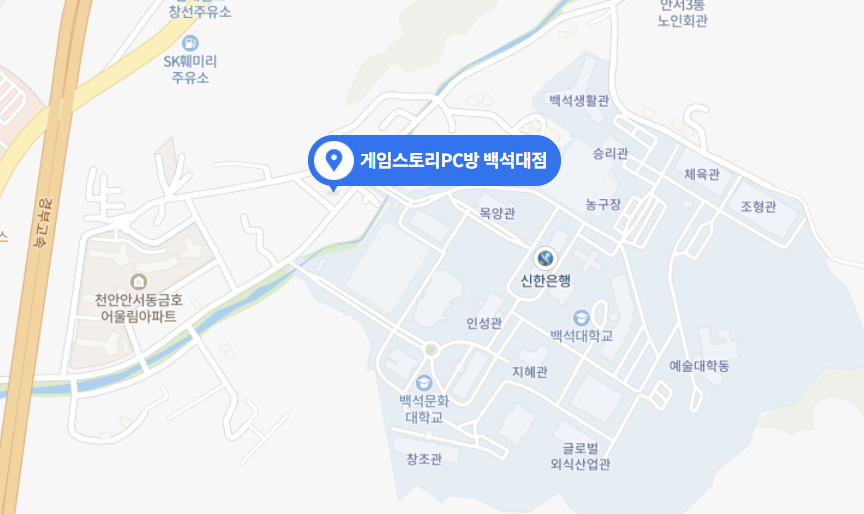 창선주유소
SK훼미리
주유소
안서3통
노인회관
백석생활관
게임스토리PC방 백석대점
승리관
체육관
농구장
조형관
목양관
경부고속
스
신한은행
천안안서동금호
어울림아파트
인성관
백석대학교
지혜관
예술대학동
백석문화
대학교
창조관
글로벌
외식산업관